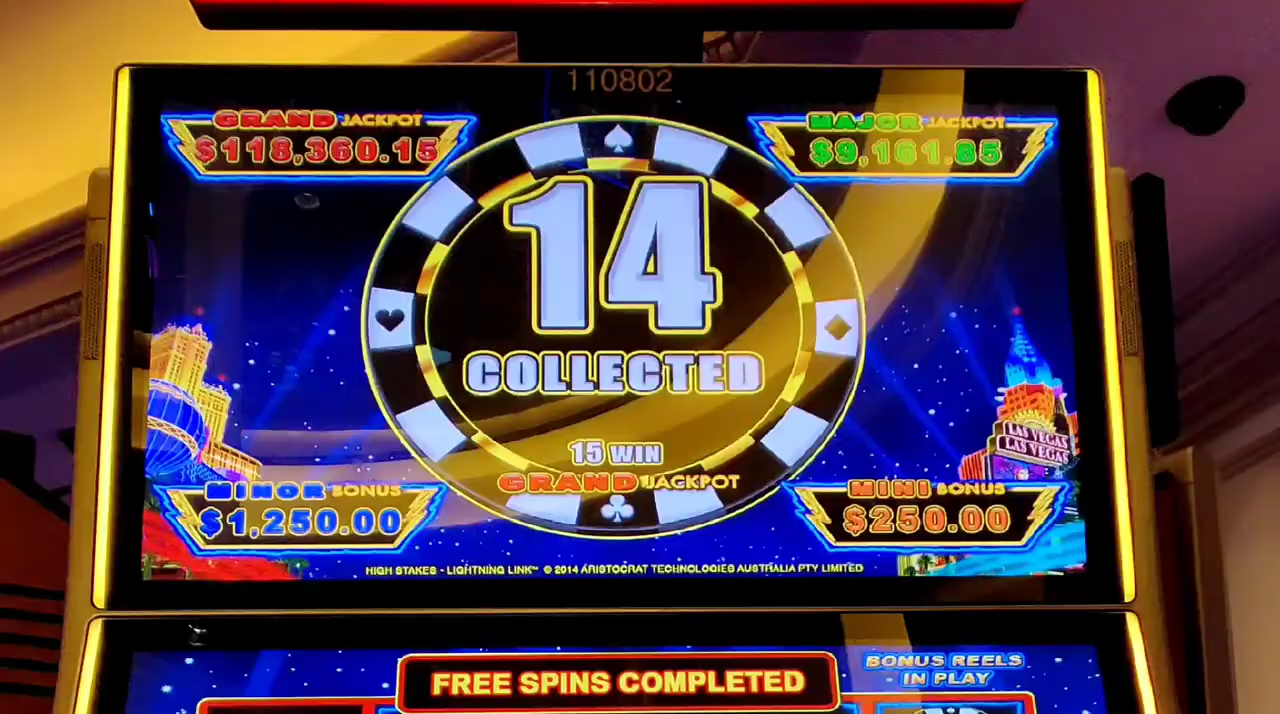 110802
GRAND JACKPOT
$118,360.15
MAJOR JACKPOT
$9,161.85
14
COLLECTED
15 WIN
GRAND JACKPOT
LAS VEGAS
LAS VEGAS
MINOR BONUS
$1,250.00
MINI BONUS
$250.00
HIGH STAKES - LIGHTNING LINK™ © 2014 ARISTOCRAT TECHNOLOGIES AUSTRALIA PTY LIMITED
FREE SPINS COMPLETED
BONUS REELS
IN PLAY